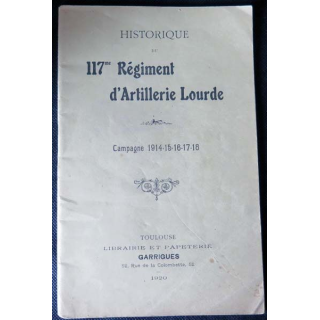 HISTORIQUE
DU
117me Régiment
d'Artillerie Lourde
Campagne 1914-15-16-17-18
TOULOUSE
LIBRAIRIE ET PAPETERIE
GARRIGUES
Rue de la Colombette,
1920